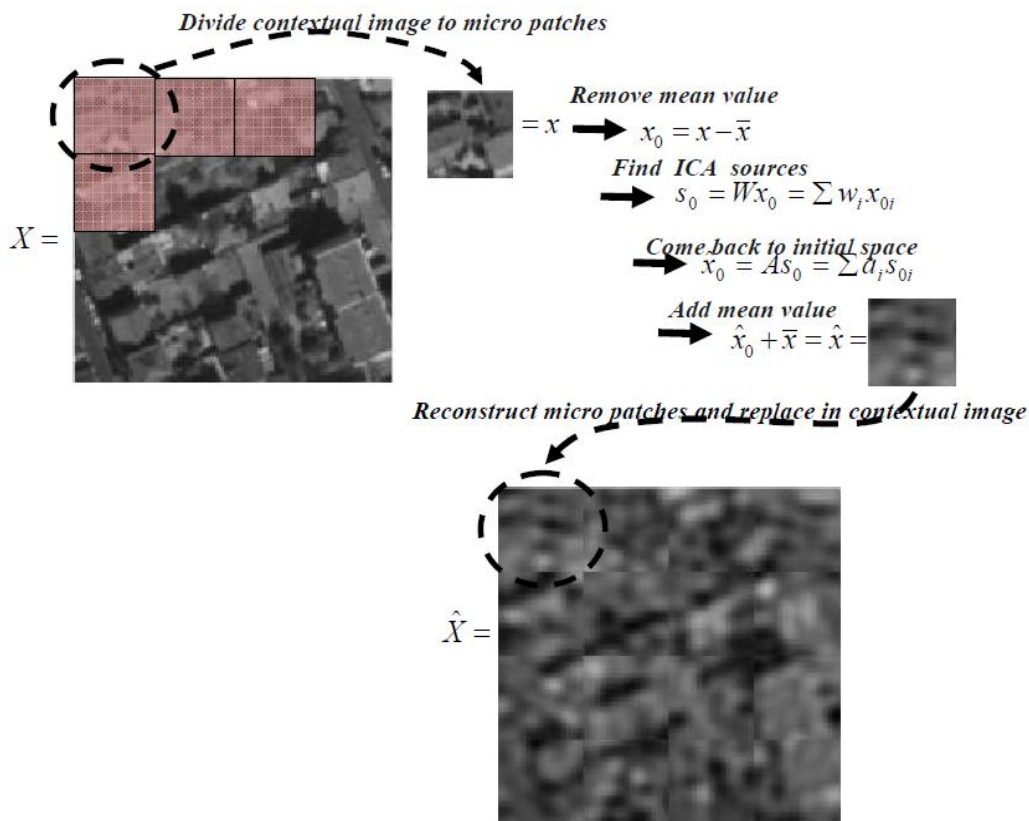 Divide contextual image to micro patches
X =
= x
Remove mean value
x₀ = x − x̅
Find ICA sources
s₀ = Wx₀ = ∑ wᵢ x₀ᵢ
Come back to initial space
x̂₀ = As₀ = ∑ aᵢ s₀ᵢ
Add mean value
x̂₀ + x̅ = x̂ =
Reconstruct micro patches and replace in contextual image
X̂ =